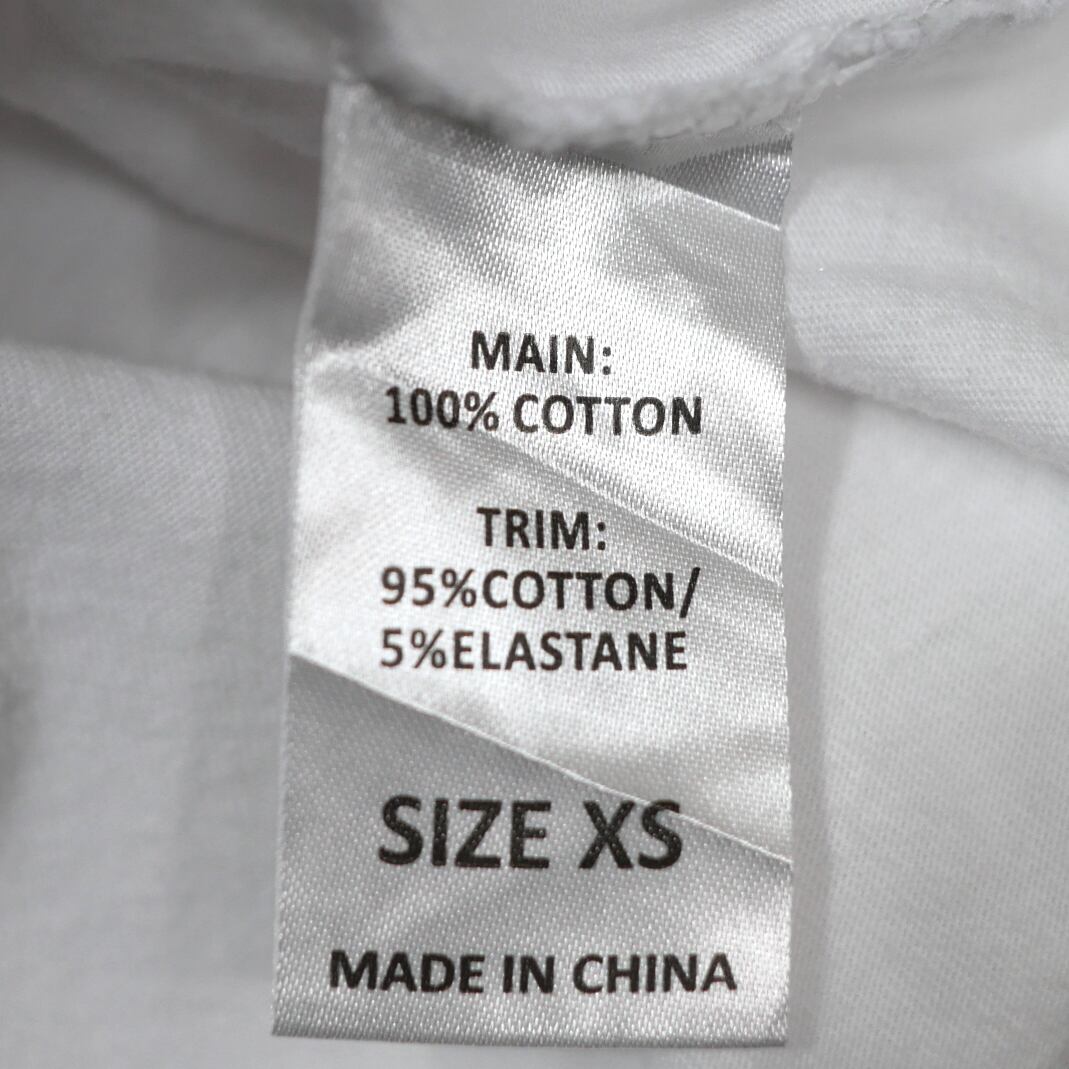 MAIN:
100% COTTON
TRIM:
95%COTTON/
5%ELASTANE
SIZE XS
MADE IN CHINA